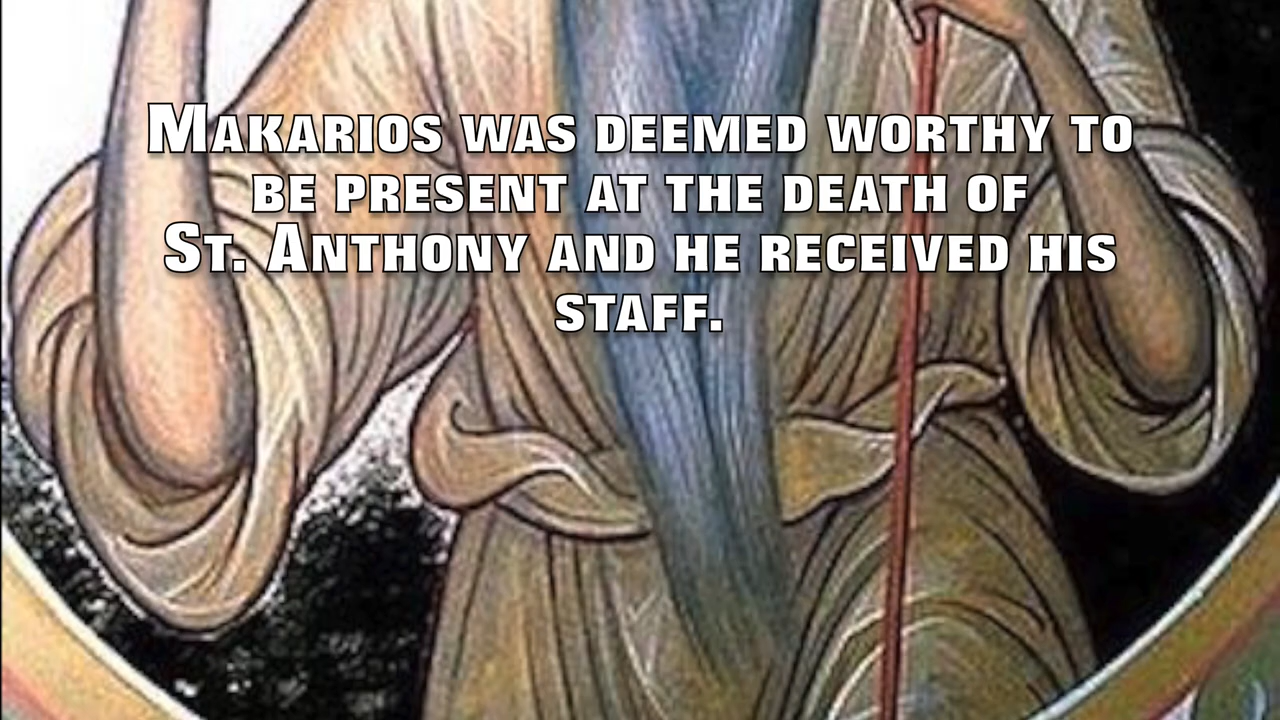 Makarios was deemed worthy to
be present at the death of
St. Anthony and he received his
staff.